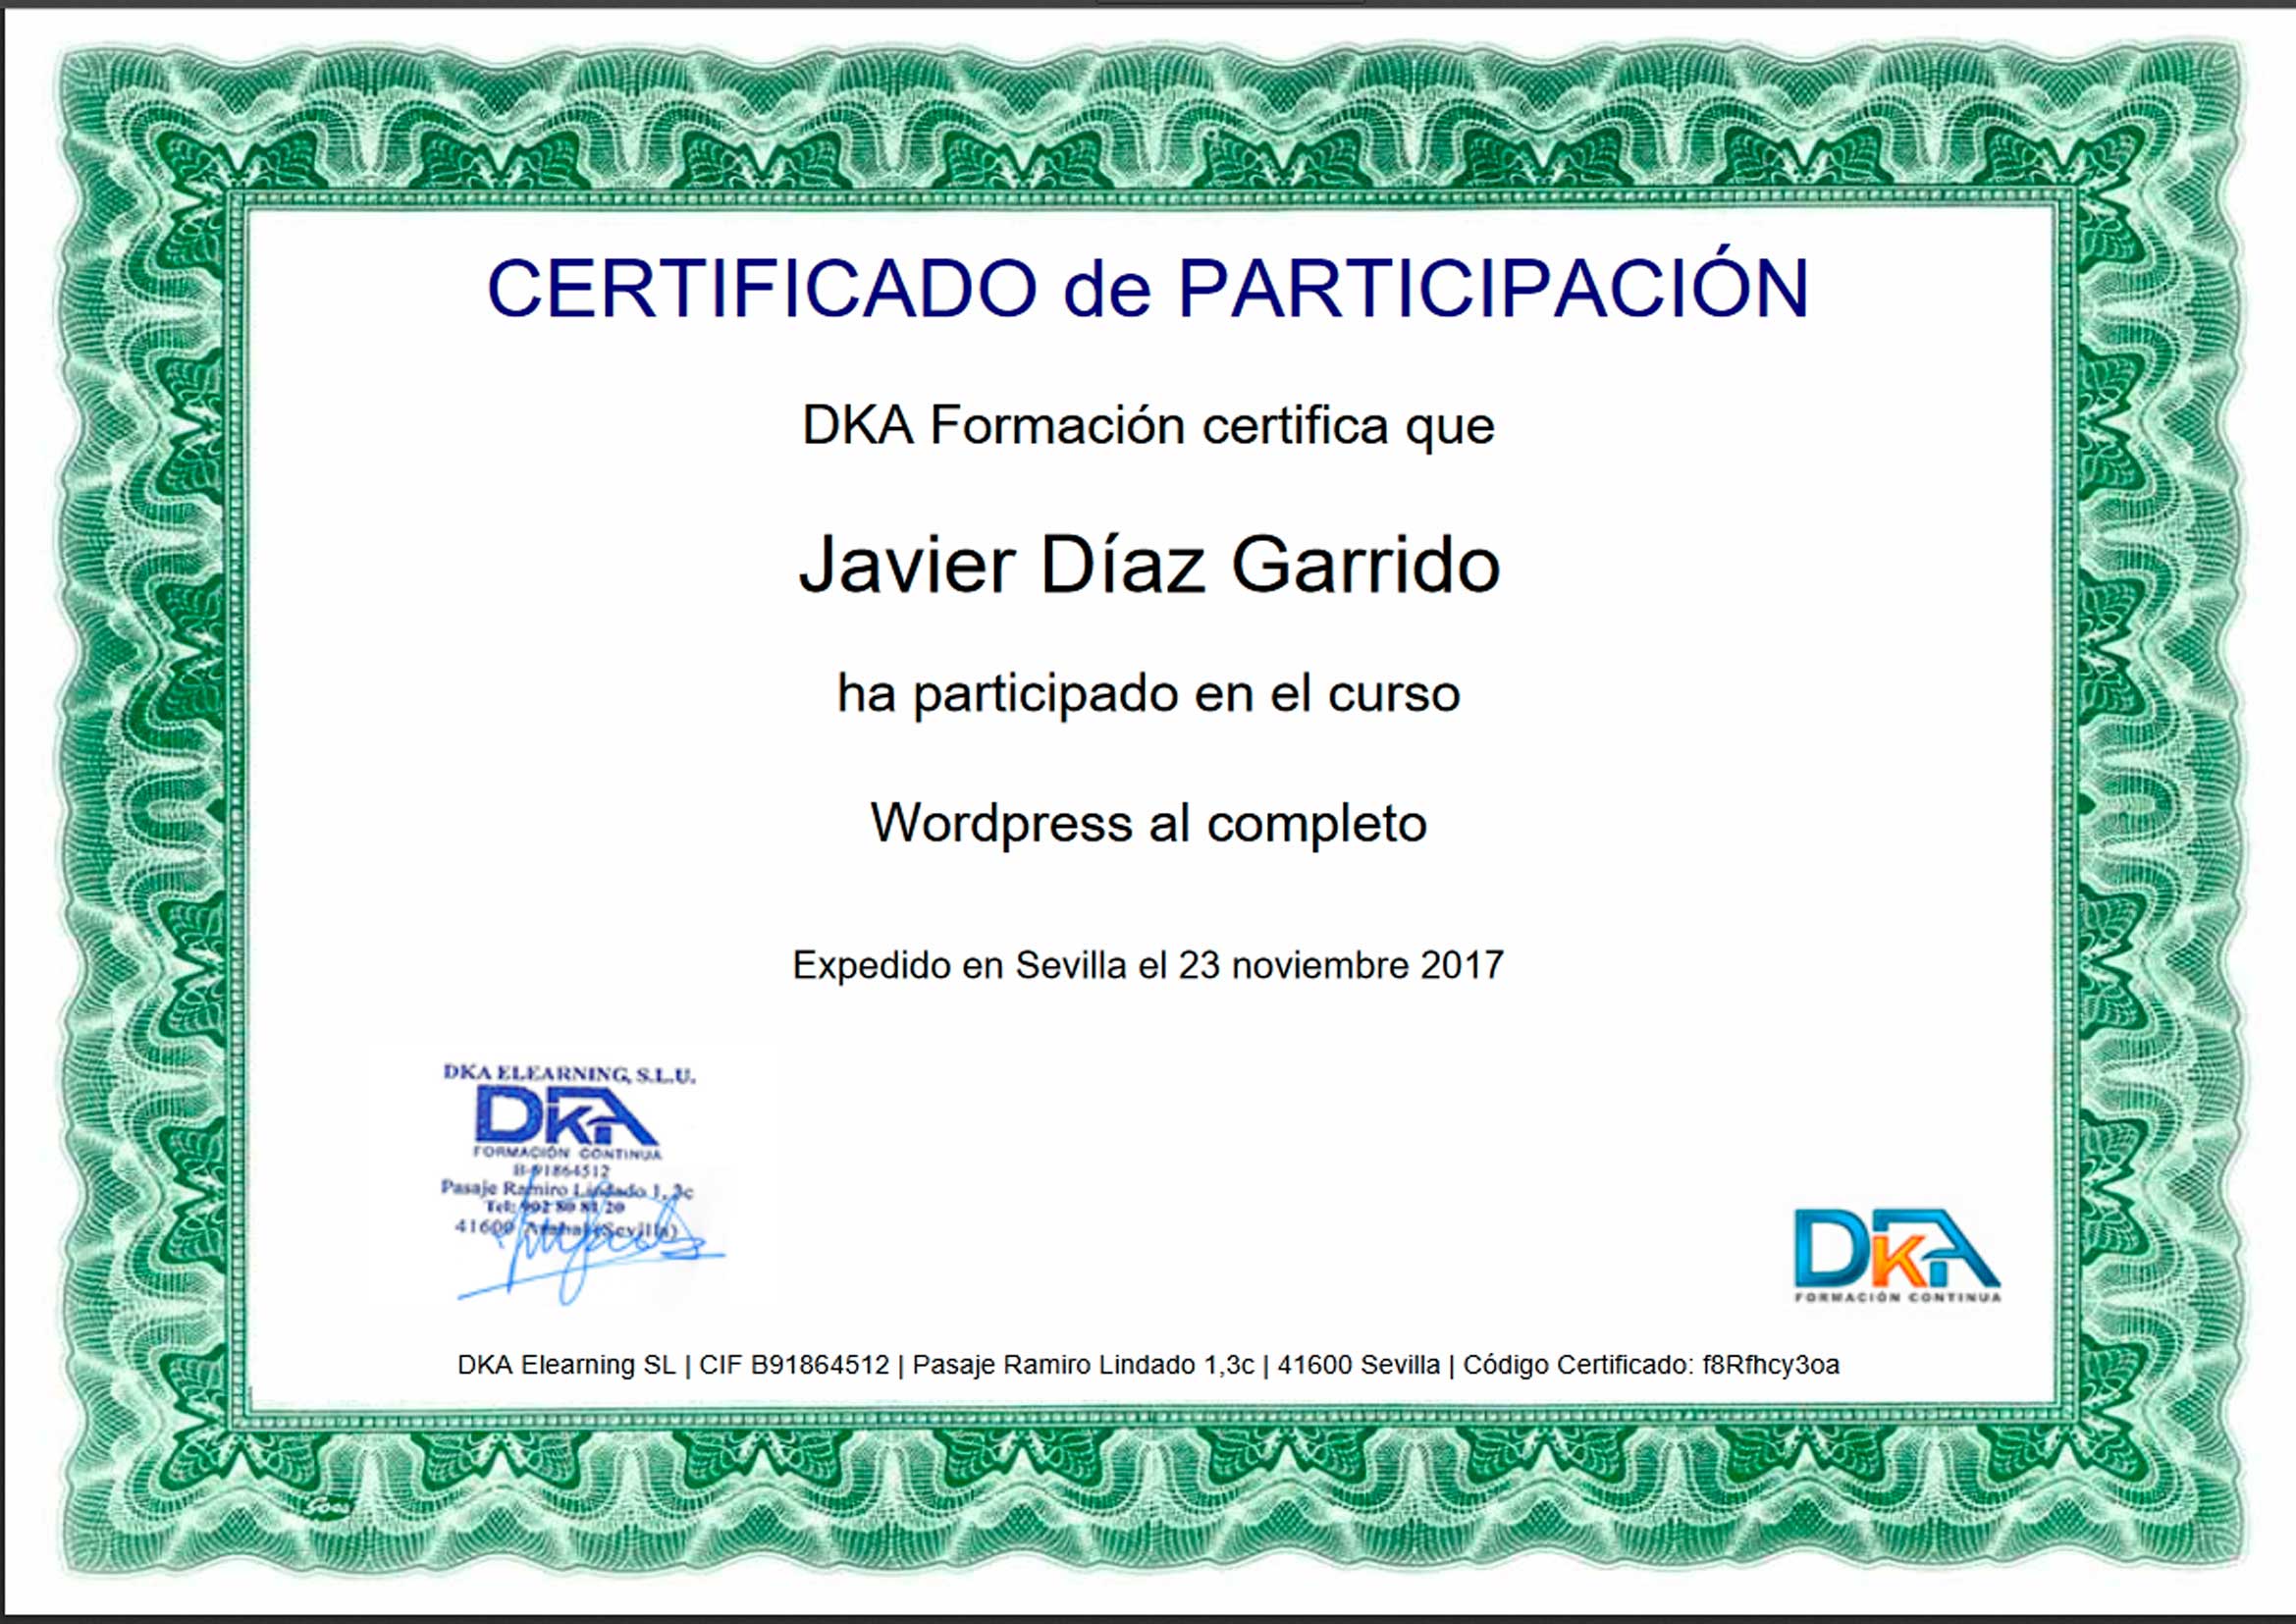 CERTIFICADO de PARTICIPACIÓN
DKA Formación certifica que
Javier Díaz Garrido
ha participado en el curso
Wordpress al completo
Expedido en Sevilla el 23 noviembre 2017
DKA ELEARNING, S.L.U.
DKA
FORMACIÓN CONTINUA
B-91864512
Pasaje Ramiro Lindado 1, 3c
Tel: 902 80 81 20
41600 Arahal (Sevilla)
DKA
FORMACIÓN CONTINUA
DKA Elearning SL | CIF B91864512 | Pasaje Ramiro Lindado 1,3c | 41600 Sevilla | Código Certificado: f8Rfhcy3oa
Goes